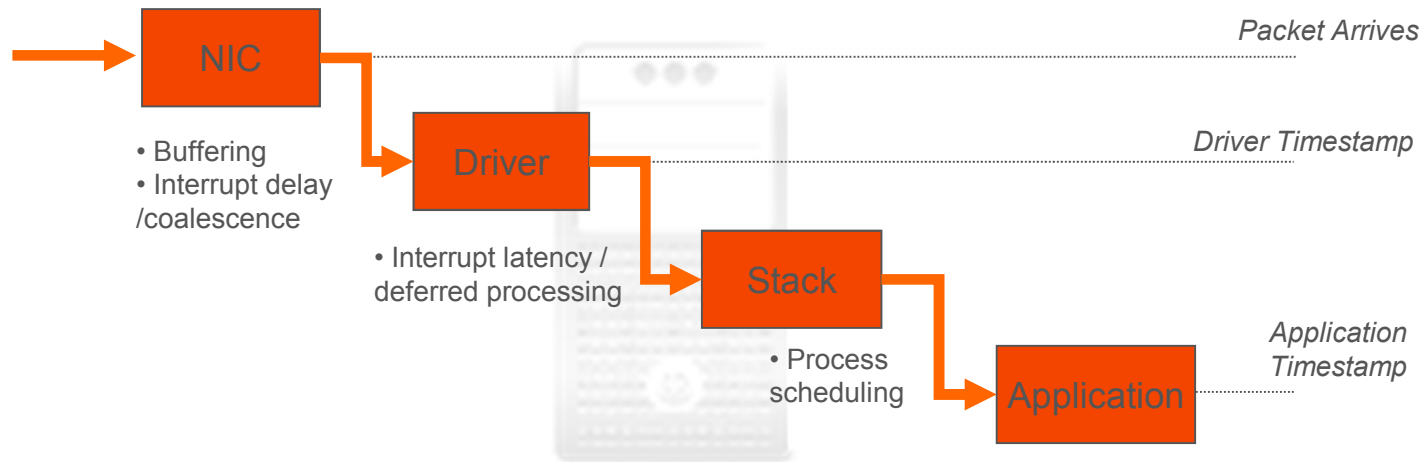 Packet Arrives
NIC
Driver Timestamp
• Buffering
• Interrupt delay
/coalescence
Driver
• Interrupt latency /
deferred processing
Stack
Application
Timestamp
• Process
scheduling
Application